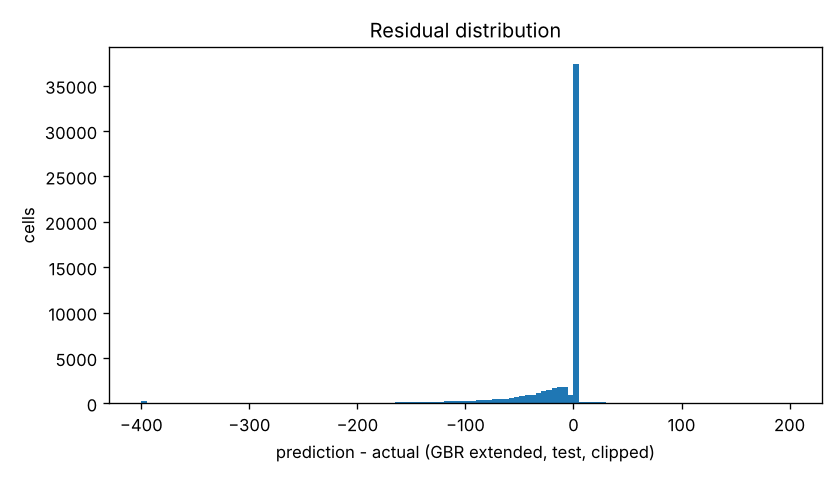 Residual distribution
35000
30000
25000
20000
15000
10000
5000
0
cells
−400 −300 −200 −100 0 100 200
prediction - actual (GBR extended, test, clipped)